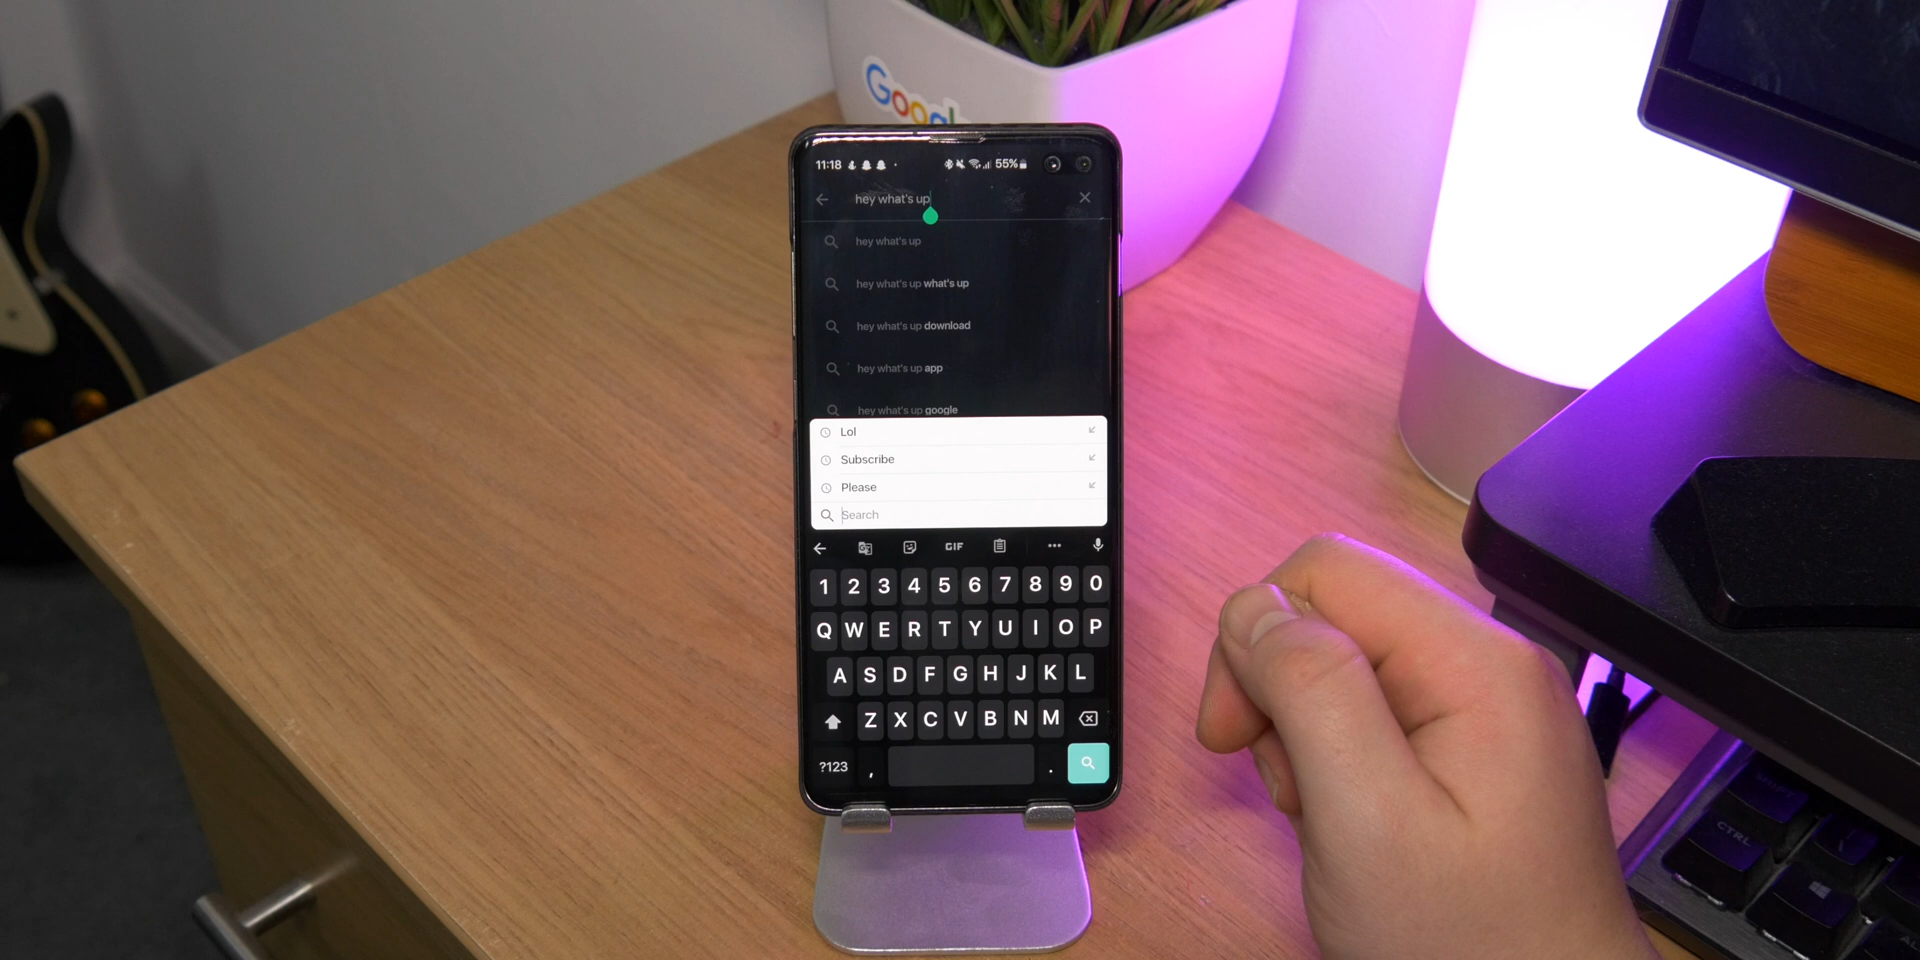 Google
11:18 55%
hey what's up
hey what's up
hey what's up what's up
hey what's up download
hey what's up app
hey what's up google
Lol
Subscribe
Please
Search
GIF
1 2 3 4 5 6 7 8 9 0
Q W E R T Y U I O P
A S D F G H J K L
Z X C V B N M
?123 , .
SHIFT
CTRL